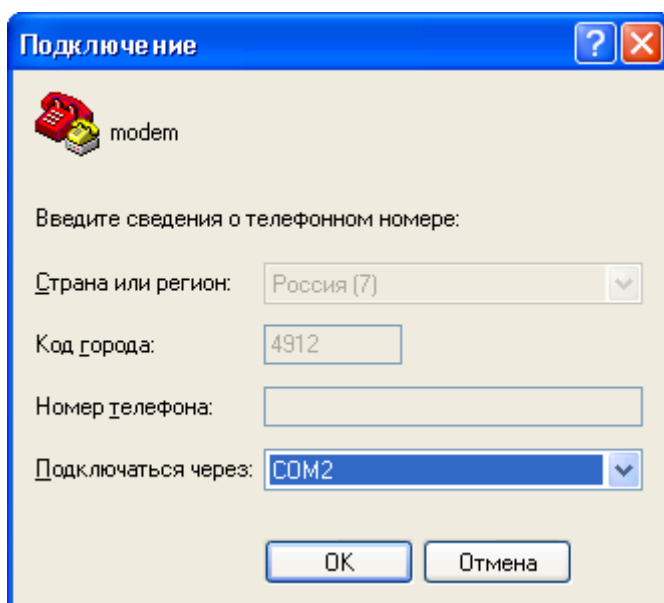 Подключение
modem
Введите сведения о телефонном номере:
Страна или регион: Россия (7)
Код города: 4912
Номер телефона:
Подключаться через: COM2
OK Отмена